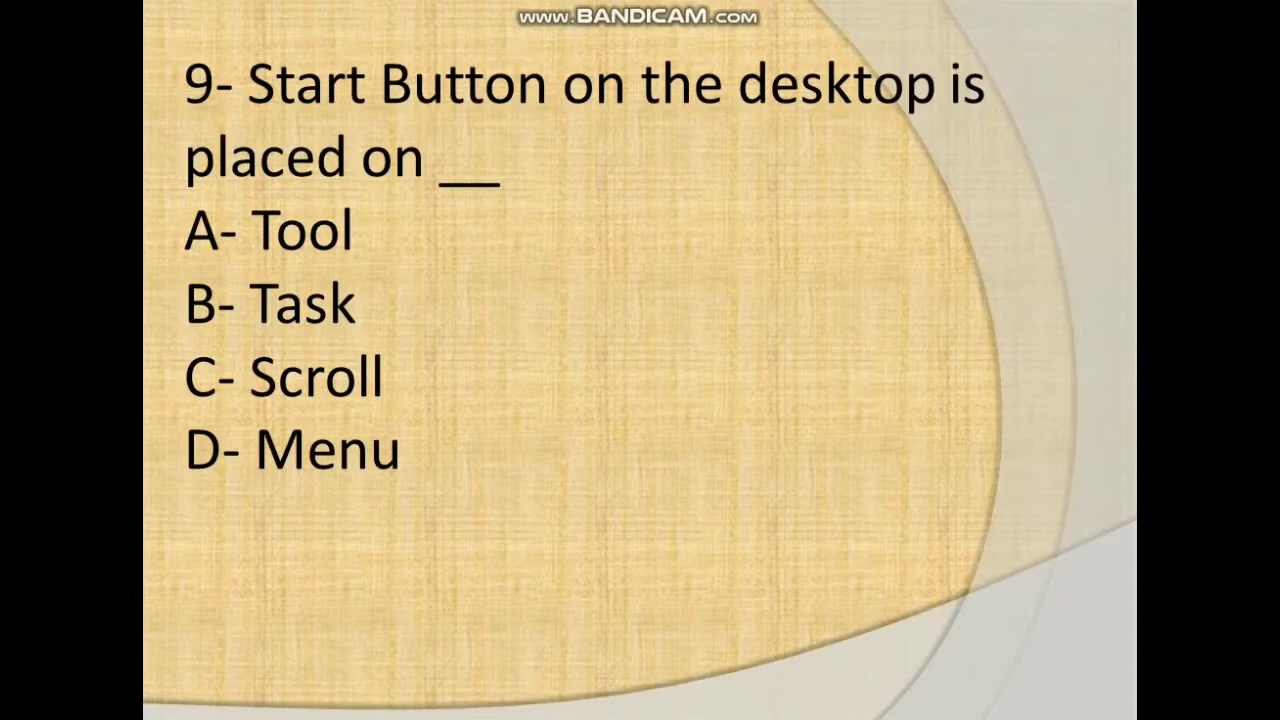 www.BANDICAM.com
9- Start Button on the desktop is
placed on __
A- Tool
B- Task
C- Scroll
D- Menu